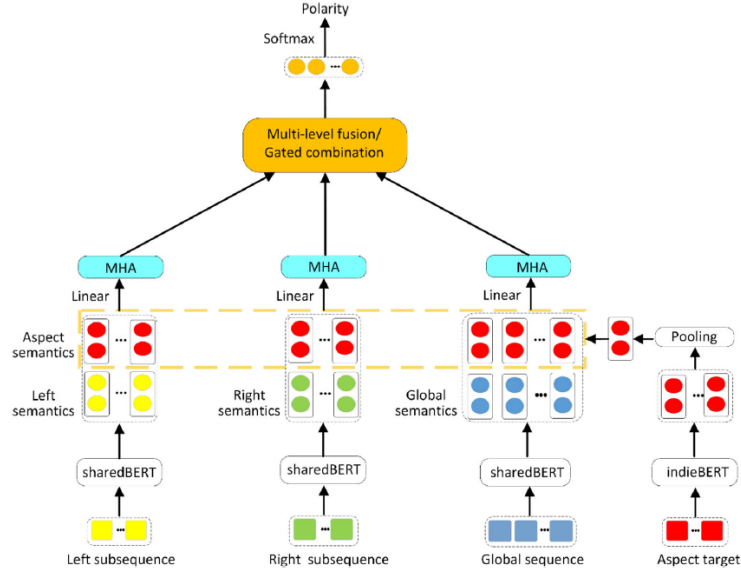 Polarity
Softmax
Multi-level fusion/
Gated combination
MHA
MHA
MHA
Linear
Linear
Linear
Aspect
semantics
Pooling
Left
semantics
Right
semantics
Global
semantics
sharedBERT
sharedBERT
sharedBERT
indieBERT
Left subsequence
Right subsequence
Global sequence
Aspect target